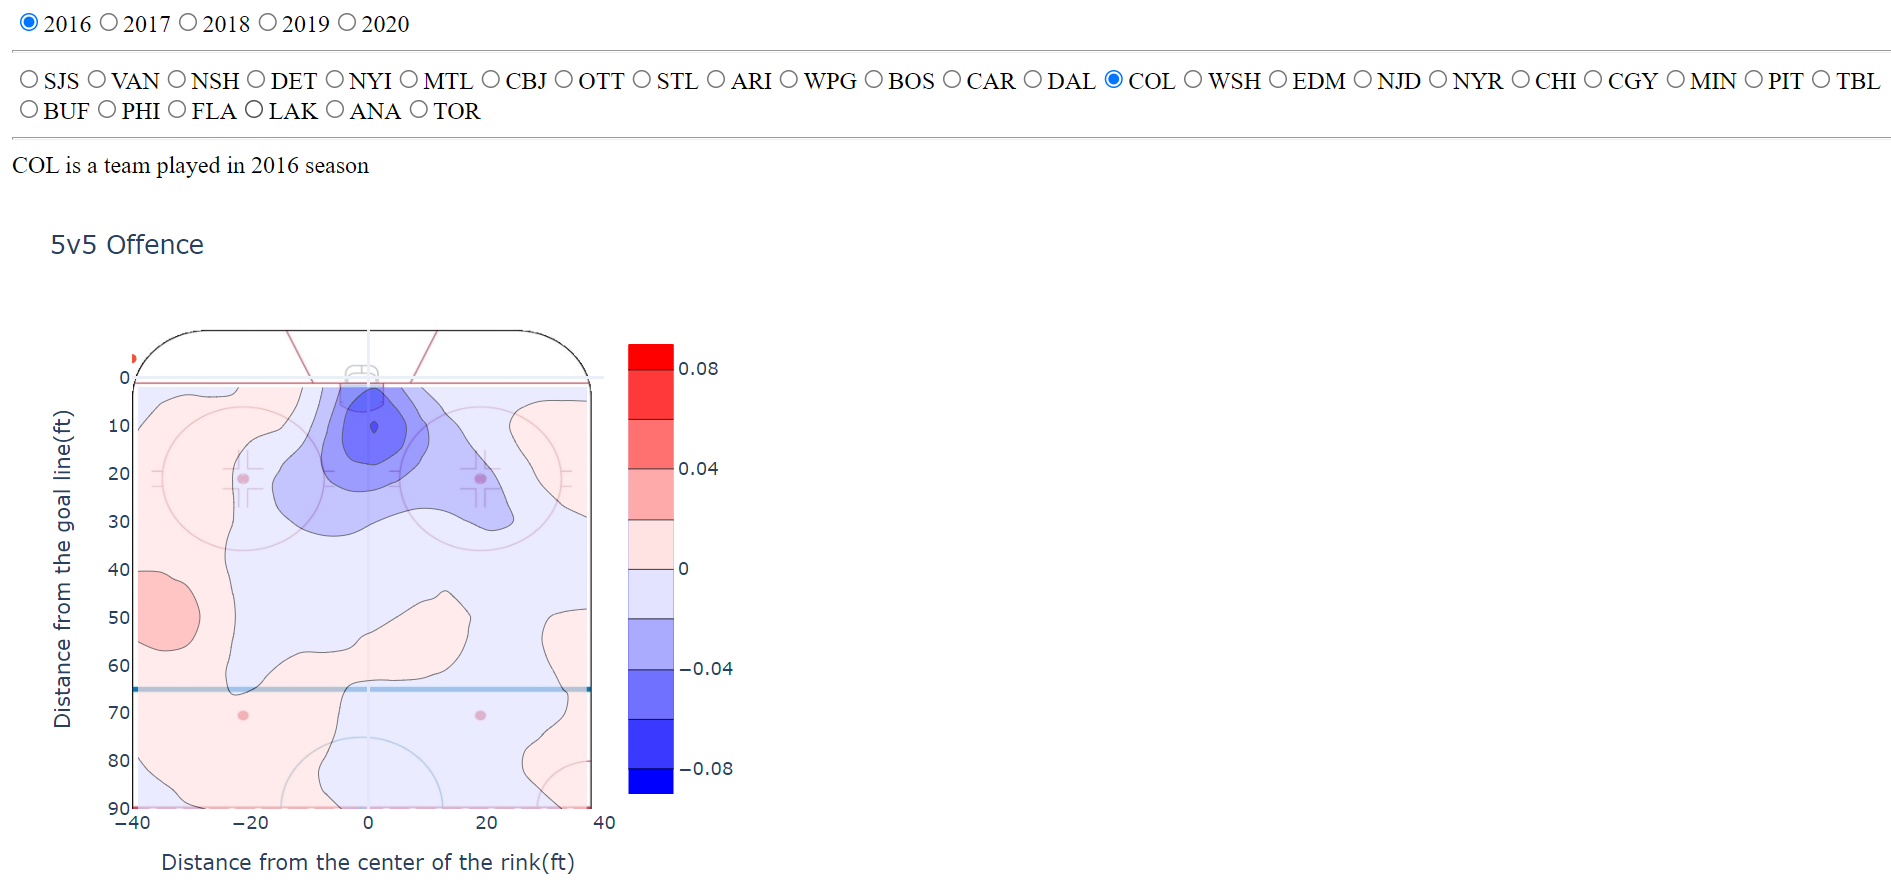 2016 2017 2018 2019 2020
SJS VAN NSH DET NYI MTL CBJ OTT STL ARI WPG BOS CAR DAL COL WSH EDM NJD NYR CHI CGY MIN PIT TBL
BUF PHI FLA LAK ANA TOR
COL is a team played in 2016 season
5v5 Offence
Distance from the goal line(ft)
0
10
20
30
40
50
60
70
80
90
−40 −20 0 20 40
Distance from the center of the rink(ft)
0.08
0.04
0
−0.04
−0.08